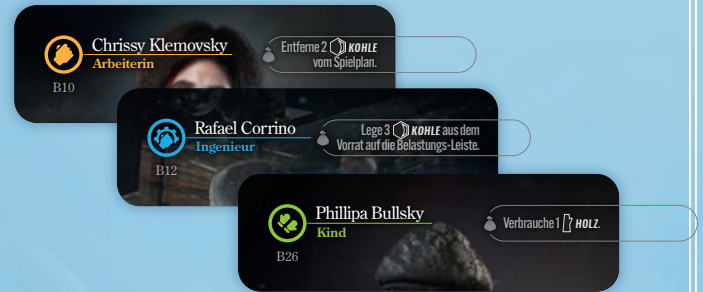 Chrissy Klemovsky
Arbeiterin
B10
Entferne 2 KOHLE
vom Spielplan.
Rafael Corrino
Ingenieur
B12
Lege 3 KOHLE aus dem
Vorrat auf die Belastungs-Leiste.
Phillipa Bullsky
Kind
B26
Verbrauche 1 HOLZ.